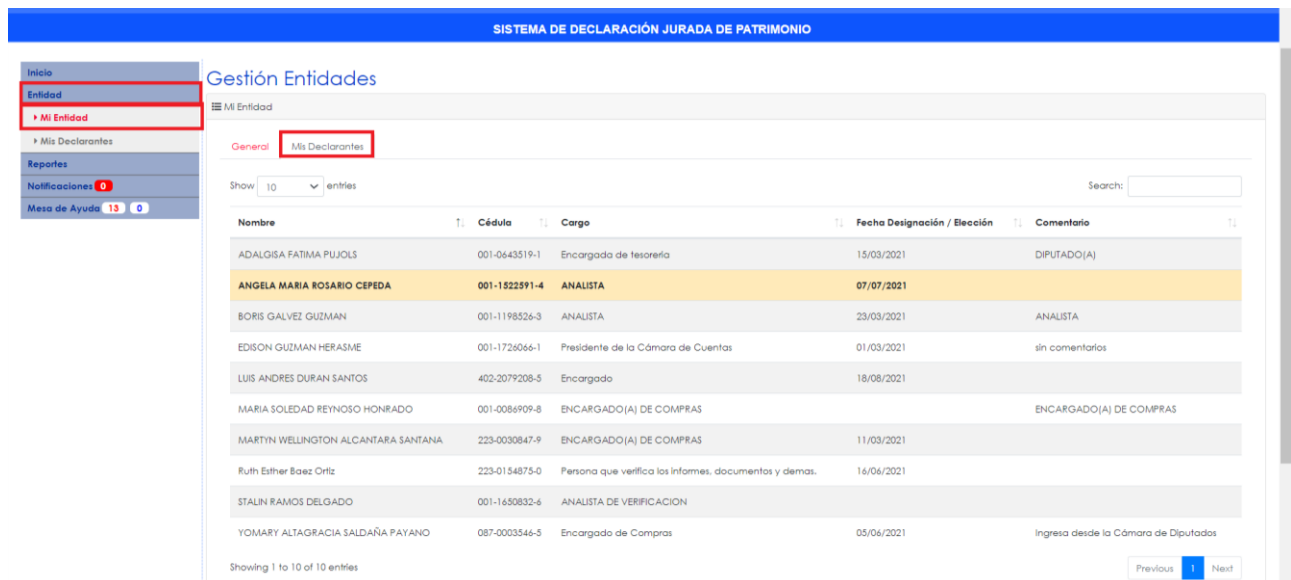 SISTEMA DE DECLARACIÓN JURADA DE PATRIMONIO
Inicio
Entidad
Mi Entidad
Mis Declarantes
Reportes
Notificaciones 0
Mesa de Ayuda 13 0
Gestión Entidades
Mi Entidad
General Mis Declarantes
Show 10 entries Search:
Nombre Cédula Cargo Fecha Designación / Elección Comentario
ADALGISA FATIMA PUJOLS 001-0643519-1 Encargada de tesoreria 15/03/2021 DIPUTADO(A)
ANGELA MARIA ROSARIO CEPEDA 001-1522591-4 ANALISTA 07/07/2021
BORIS GALVEZ GUZMAN 001-1198526-3 ANALISTA 23/03/2021 ANALISTA
EDISON GUZMAN HERASME 001-1726066-1 Presidente de la Cámara de Cuentas 01/03/2021 sin comentarios
LUIS ANDRES DURAN SANTOS 402-2079208-5 Encargado 18/08/2021
MARIA SOLEDAD REYNOSO HONRADO 001-0086909-8 ENCARGADO(A) DE COMPRAS ENCARGADO(A) DE COMPRAS
MARTYN WELLINGTON ALCANTARA SANTANA 223-0030847-9 ENCARGADO(A) DE COMPRAS 11/03/2021
Ruth Esther Baez Ortiz 223-0154875-0 Persona que verifica los informes, documentos y demas. 16/06/2021
STALIN RAMOS DELGADO 001-1650832-6 ANALISTA DE VERIFICACION
YOMARY ALTAGRACIA SALDAÑA PAYANO 087-0003546-5 Encargado de Compras 05/06/2021 Ingresa desde la Cámara de Diputados
Showing 1 to 10 of 10 entries Previous 1 Next